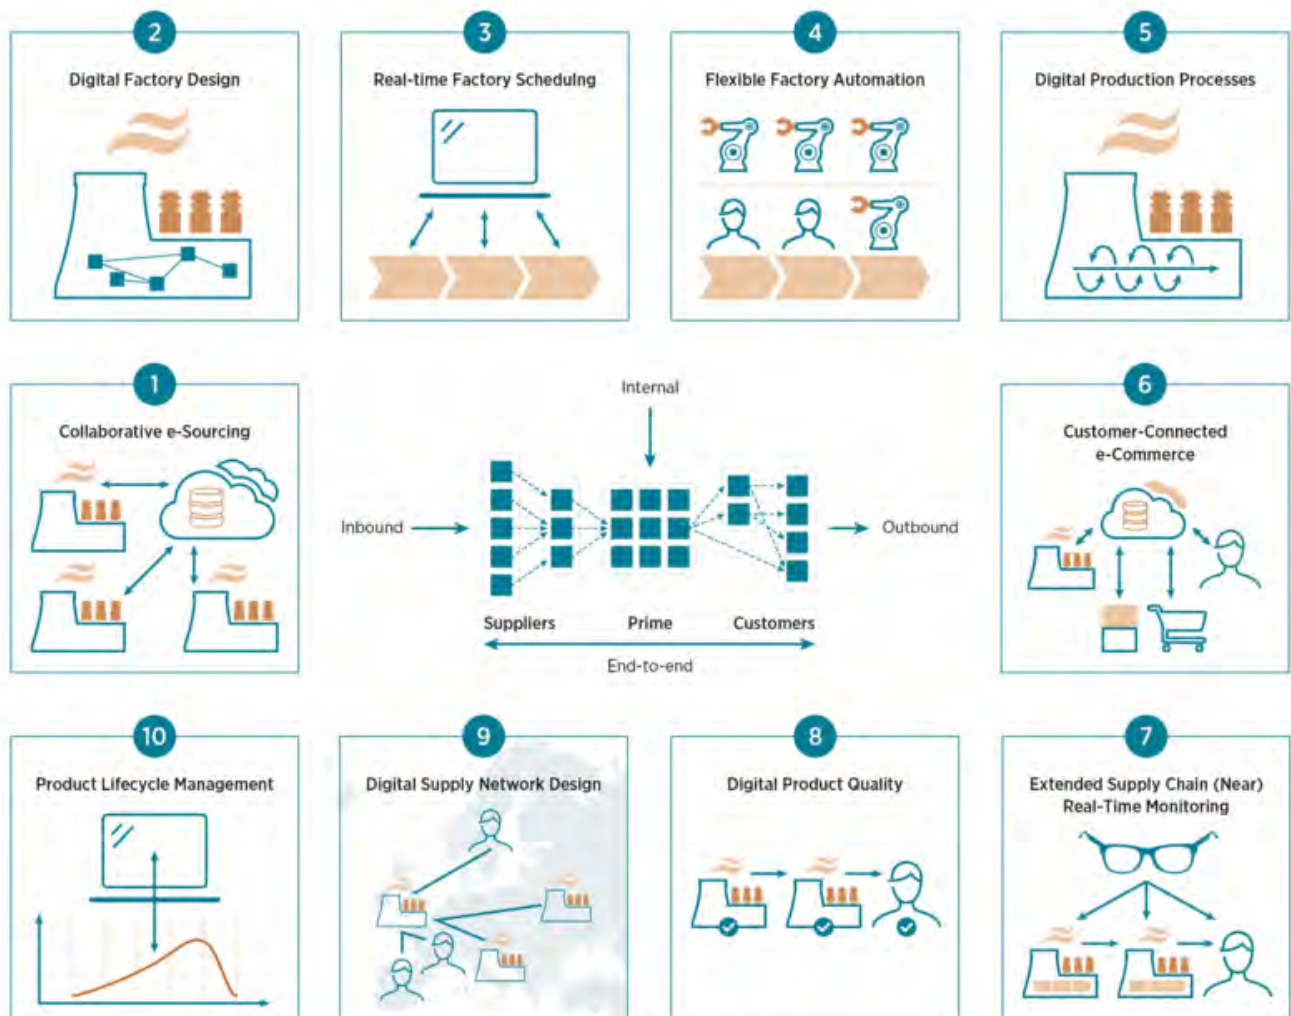 2
Digital Factory Design
3
Real-time Factory Scheduling
4
Flexible Factory Automation
5
Digital Production Processes
1
Collaborative e-Sourcing
Internal
Inbound
Outbound
Suppliers
Prime
Customers
End-to-end
6
Customer-Connected
e-Commerce
10
Product Lifecycle Management
9
Digital Supply Network Design
8
Digital Product Quality
7
Extended Supply Chain (Near)
Real-Time Monitoring